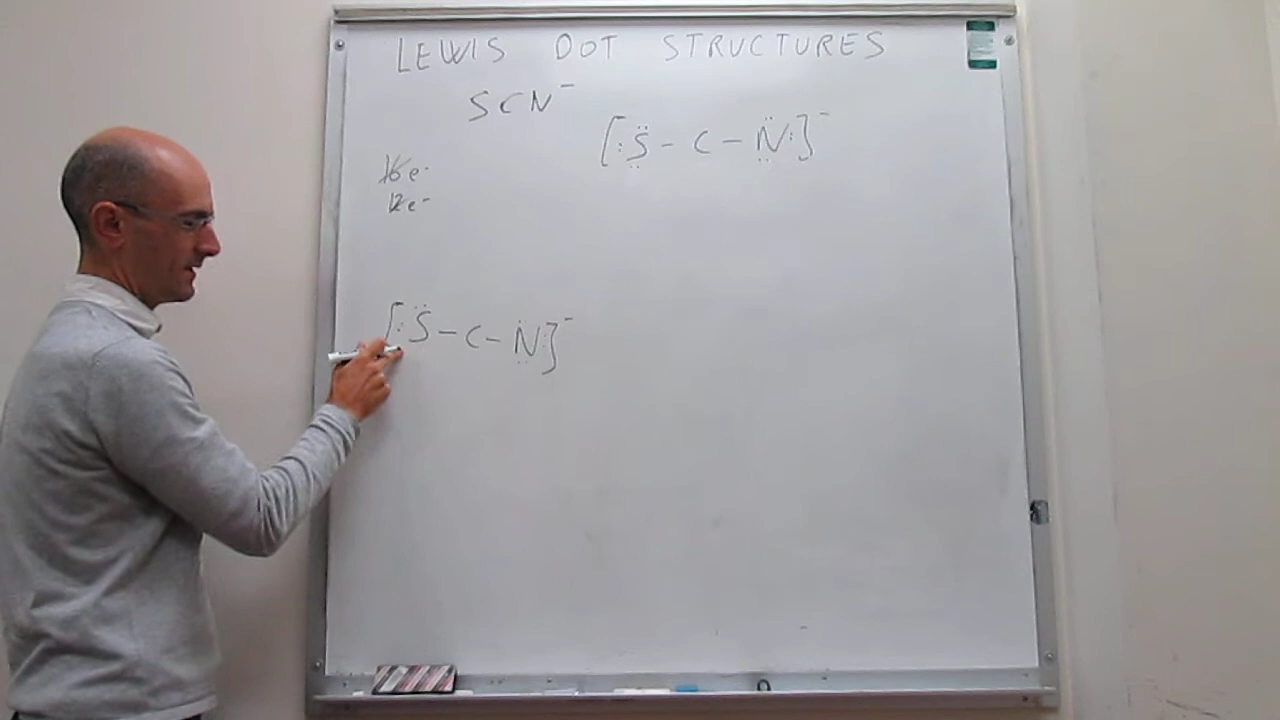 LEWIS DOT STRUCTURES
SCN⁻
[:S̈ - C - N̈:]⁻
16e⁻
12e⁻
[:S̈ - C - N:]⁻